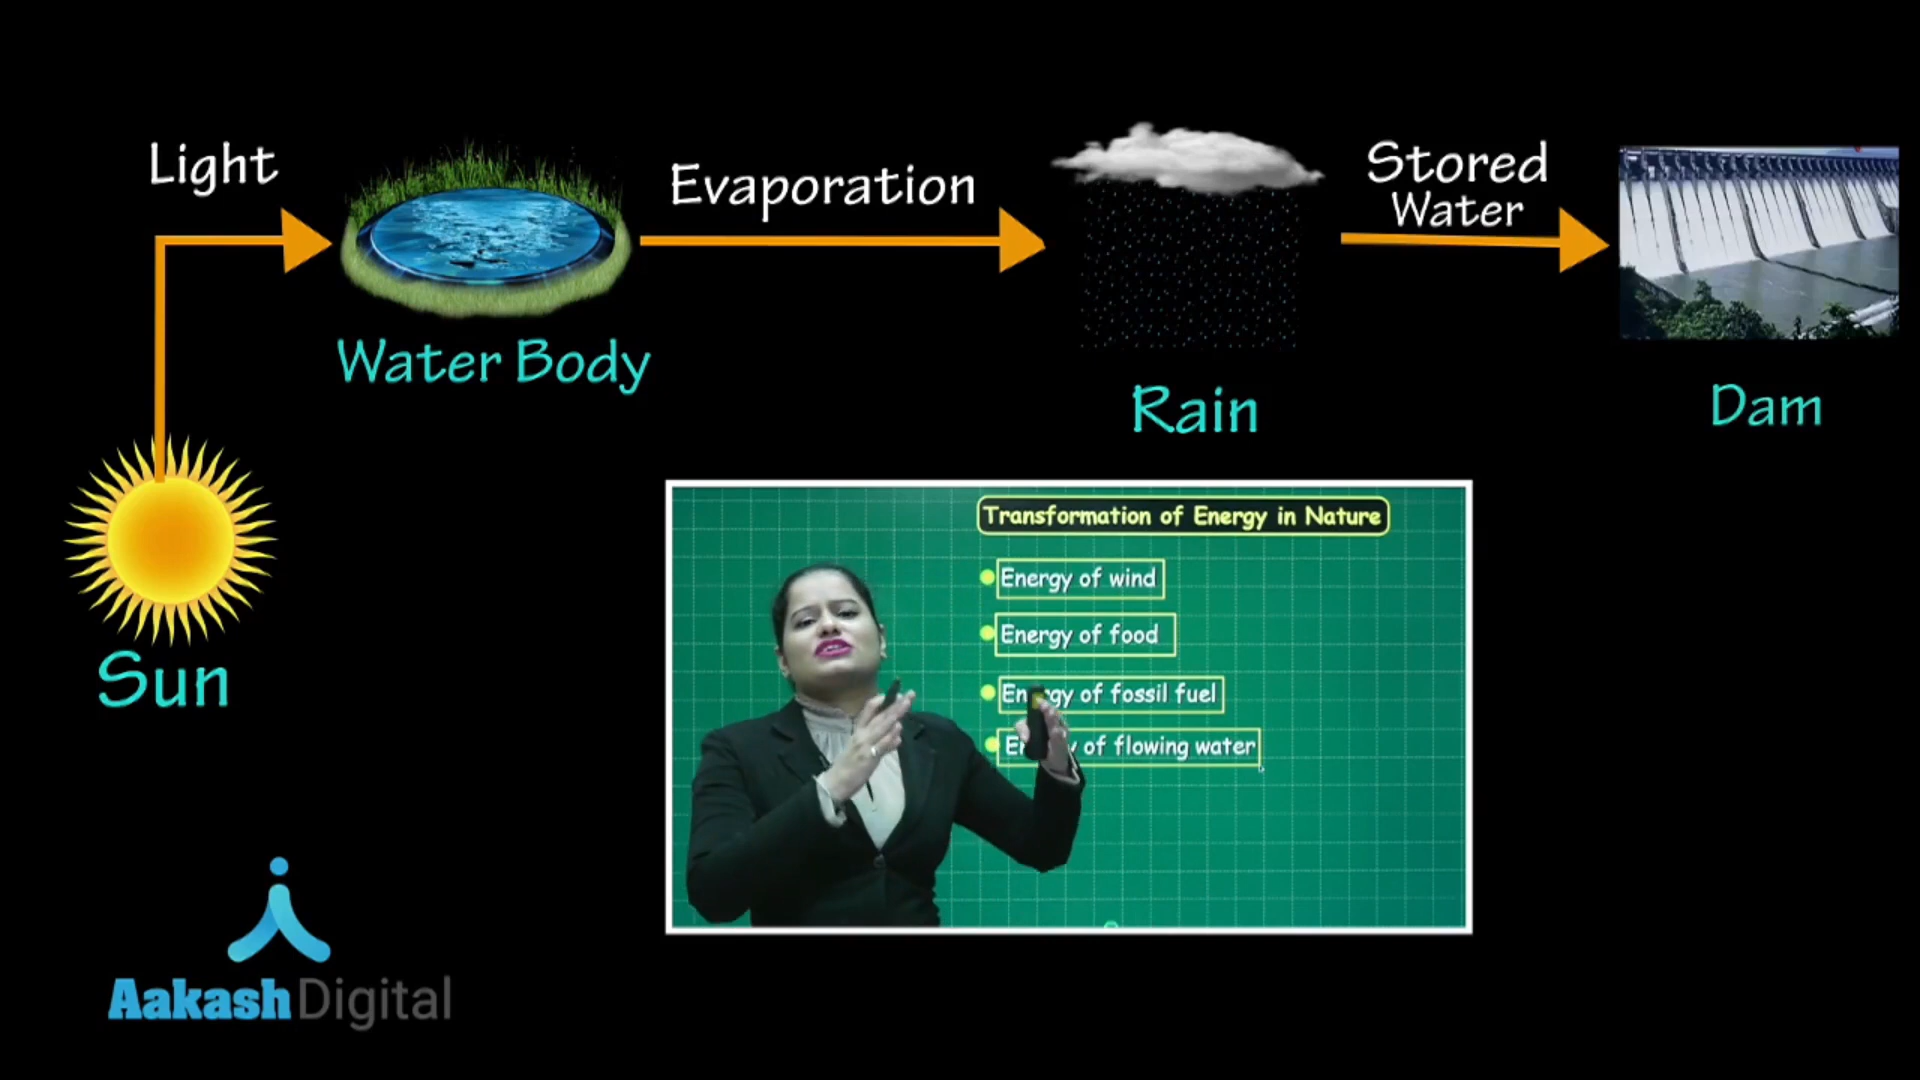 Light
Evaporation
Stored
Water
Water Body
Rain
Dam
Sun
Transformation of Energy in Nature
Energy of wind
Energy of food
Energy of fossil fuel
of flowing water
Aakash Digital